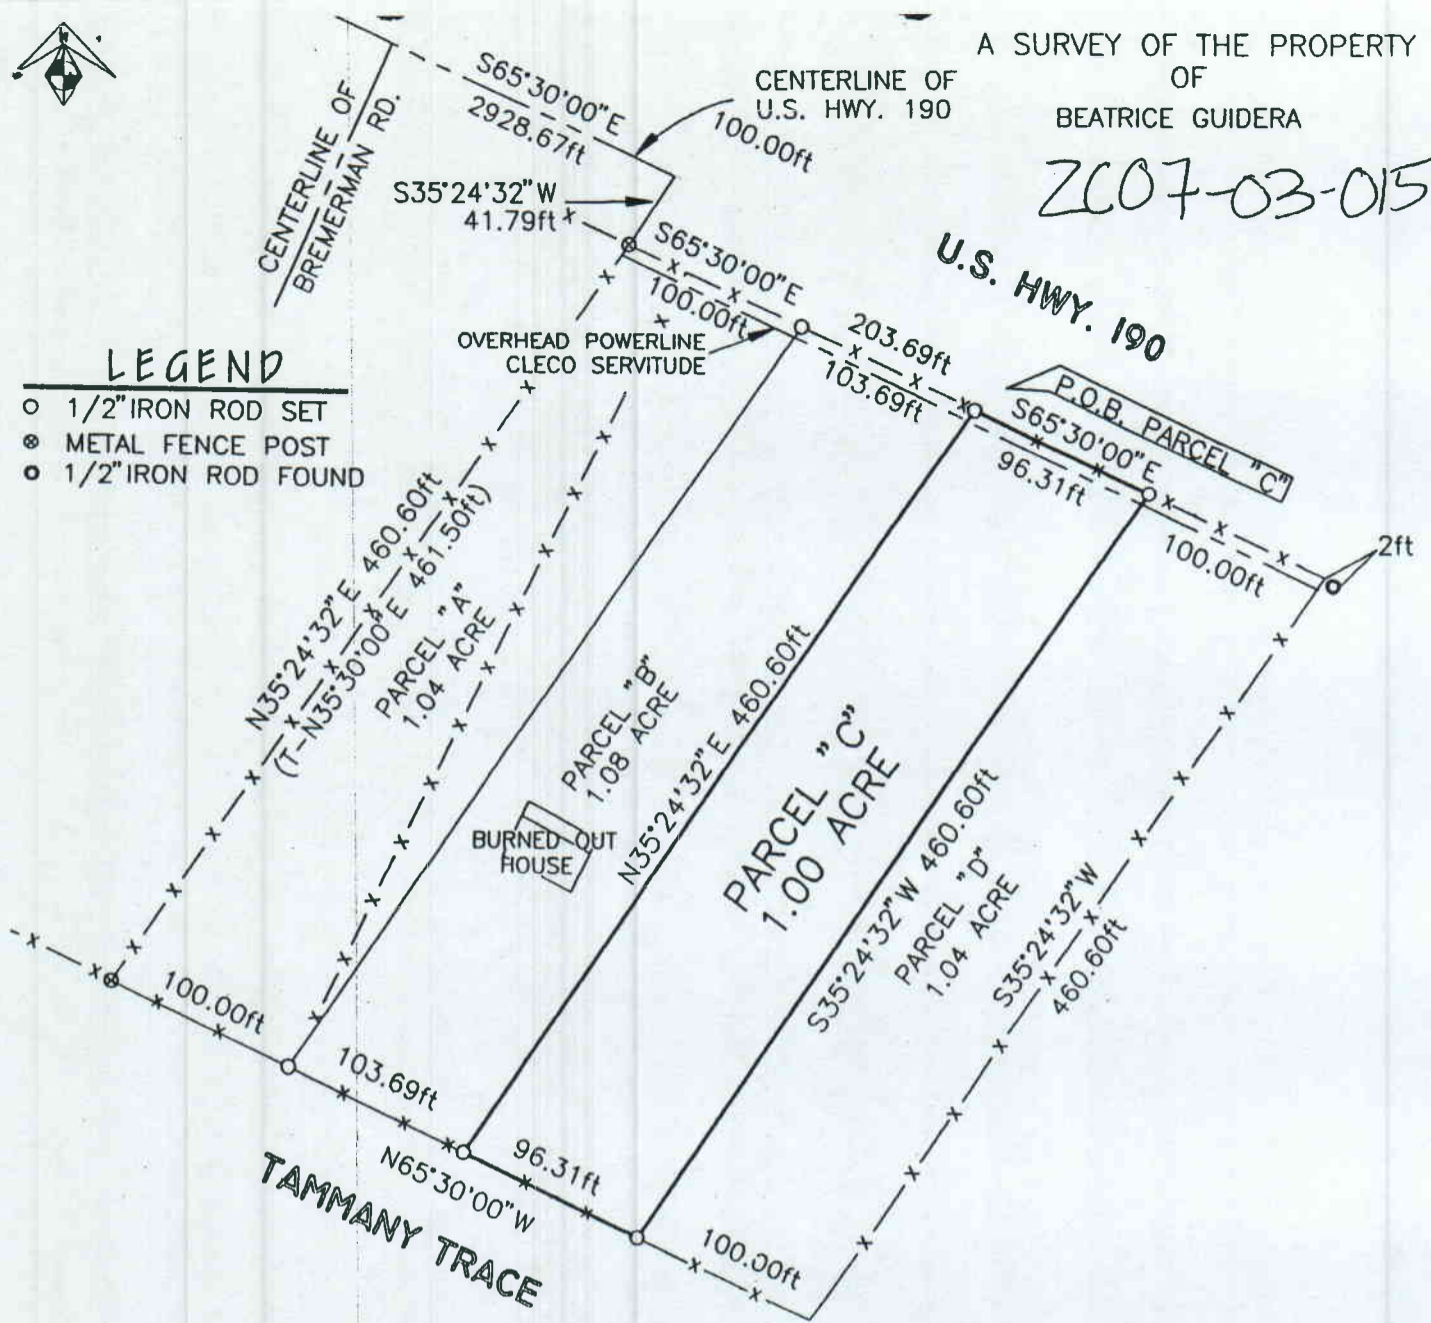 N
A SURVEY OF THE PROPERTY
OF
BEATRICE GUIDERA
ZC07-03-015
CENTERLINE OF
BREMERMAN RD.
S65°30'00"E
2928.67ft
CENTERLINE OF
U.S. HWY. 190
100.00ft
S35°24'32"W
41.79ft
S65°30'00"E
100.00ft
U.S. HWY. 190
OVERHEAD POWERLINE
CLECO SERVITUDE
203.69ft
103.69ft
P.O.B. PARCEL "C"
S65°30'00"E
96.31ft
100.00ft
2ft
LEGEND
1/2" IRON ROD SET
METAL FENCE POST
1/2" IRON ROD FOUND
N35°24'32"E 460.60ft
(T-N35°30'00"E 461.50ft)
PARCEL "A"
1.04 ACRE
PARCEL "B"
1.08 ACRE
BURNED OUT
HOUSE
N35°24'32"E 460.60ft
PARCEL "C"
1.00 ACRE
S35°24'32"W 460.60ft
PARCEL "D"
1.04 ACRE
S35°24'32"W
460.60ft
100.00ft
103.69ft
N65°30'00"W
96.31ft
100.00ft
TAMMANY TRACE